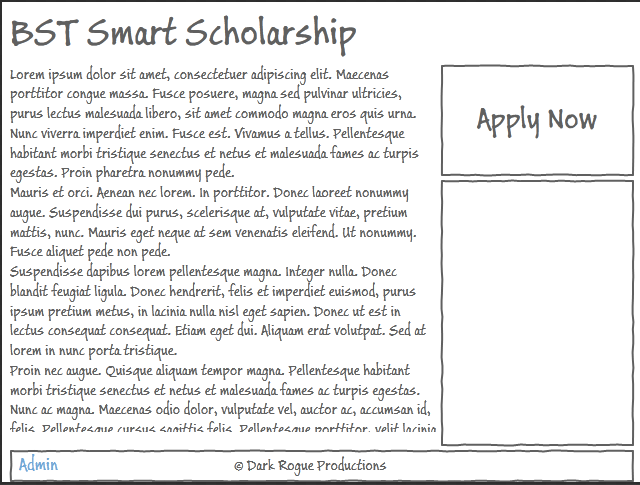 BST Smart Scholarship
Lorem ipsum dolor sit amet, consectetuer adipiscing elit. Maecenas
porttitor congue massa. Fusce posuere, magna sed pulvinar ultricies,
purus lectus malesuada libero, sit amet commodo magna eros quis urna.
Nunc viverra imperdiet enim. Fusce est. Vivamus a tellus. Pellentesque
habitant morbi tristique senectus et netus et malesuada fames ac turpis
egestas. Proin pharetra nonummy pede.
Mauris et orci. Aenean nec lorem. In porttitor. Donec laoreet nonummy
augue. Suspendisse dui purus, scelerisque at, vulputate vitae, pretium
mattis, nunc. Mauris eget neque at sem venenatis eleifend. Ut nonummy.
Fusce aliquet pede non pede.
Suspendisse dapibus lorem pellentesque magna. Integer nulla. Donec
blandit feugiat ligula. Donec hendrerit, felis et imperdiet euismod, purus
ipsum pretium metus, in lacinia nulla nisl eget sapien. Donec ut est in
lectus consequat consequat. Etiam eget dui. Aliquam erat volutpat. Sed at
lorem in nunc porta tristique.
Proin nec augue. Quisque aliquam tempor magna. Pellentesque habitant
morbi tristique senectus et netus et malesuada fames ac turpis egestas.
Nunc ac magna. Maecenas odio dolor, vulputate vel, auctor ac, accumsan id,
felis. Pellentesque cursus sagittis felis. Pellentesque porttitor, velit lacinia
Apply Now
Admin
© Dark Rogue Productions